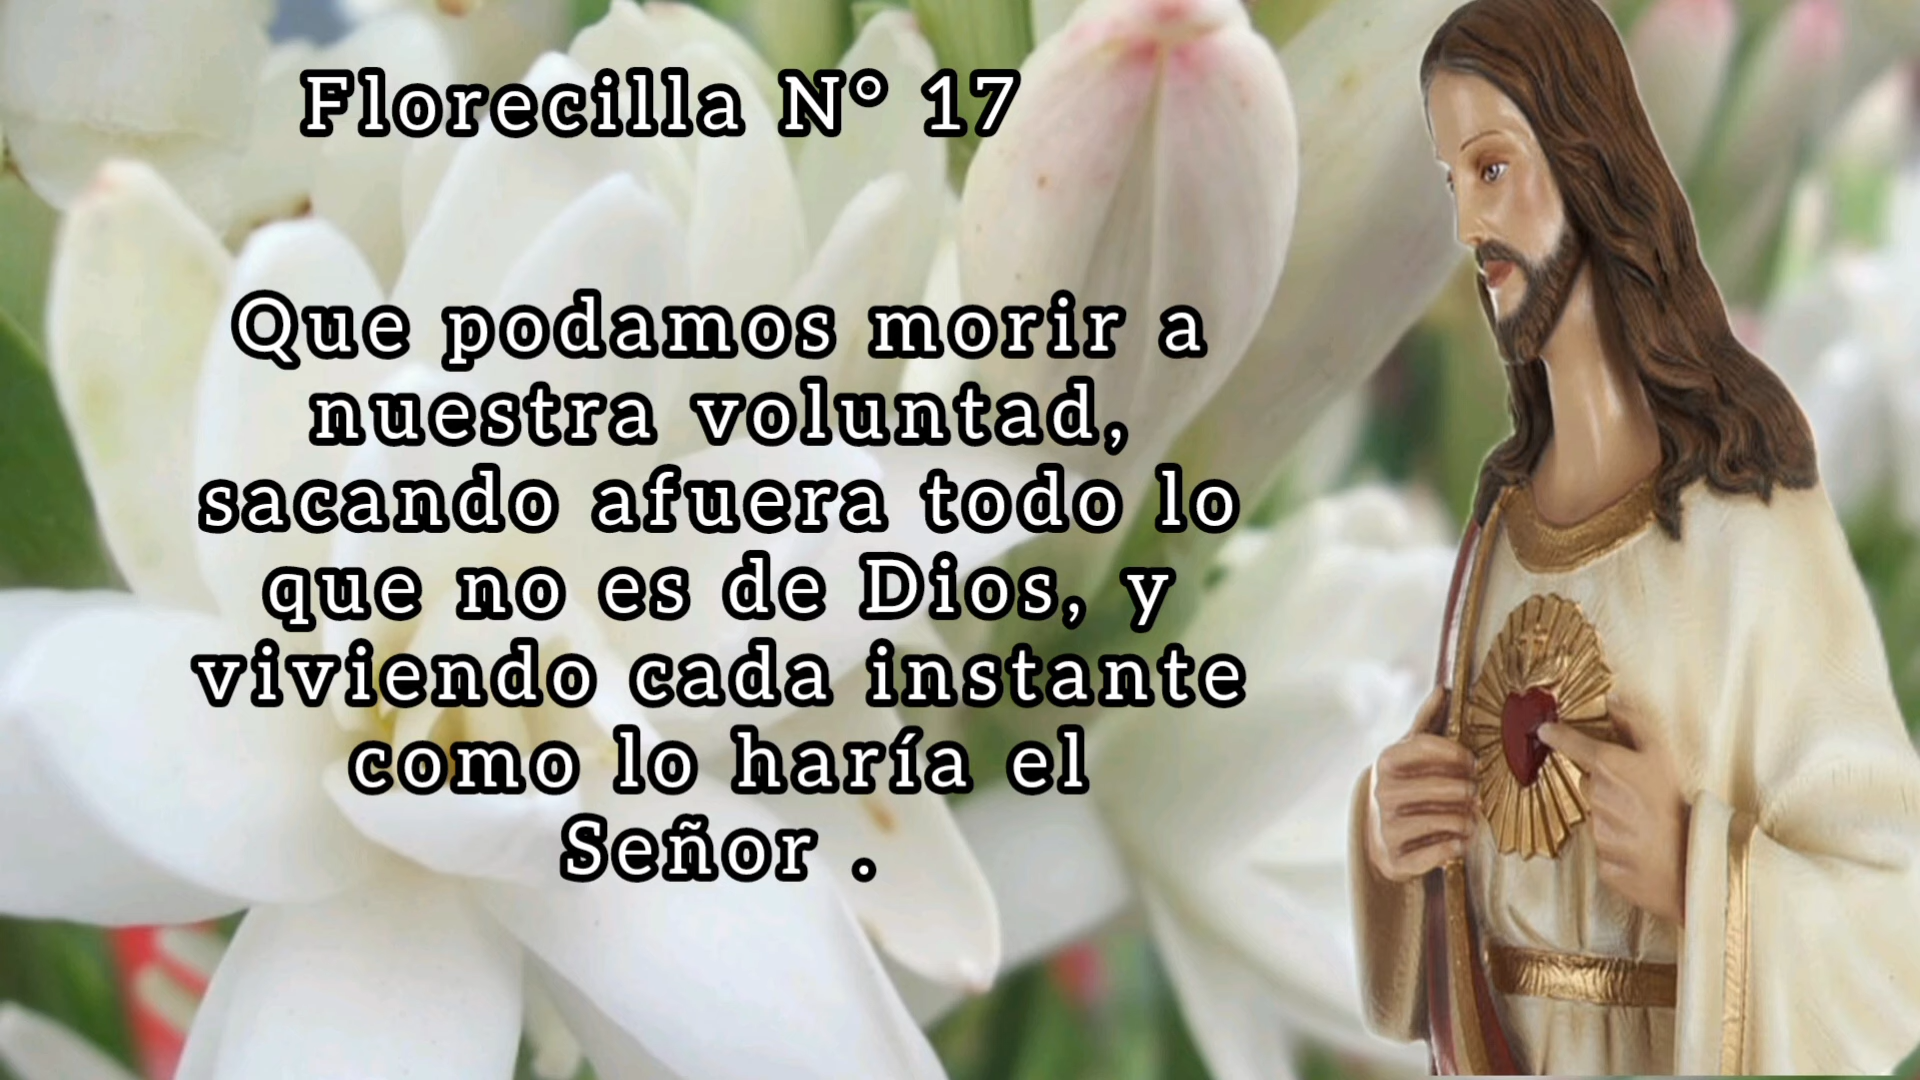 Florecilla N° 17
Que podamos morir a
nuestra voluntad,
sacando afuera todo lo
que no es de Dios, y
viviendo cada instante
como lo haría el
Señor .